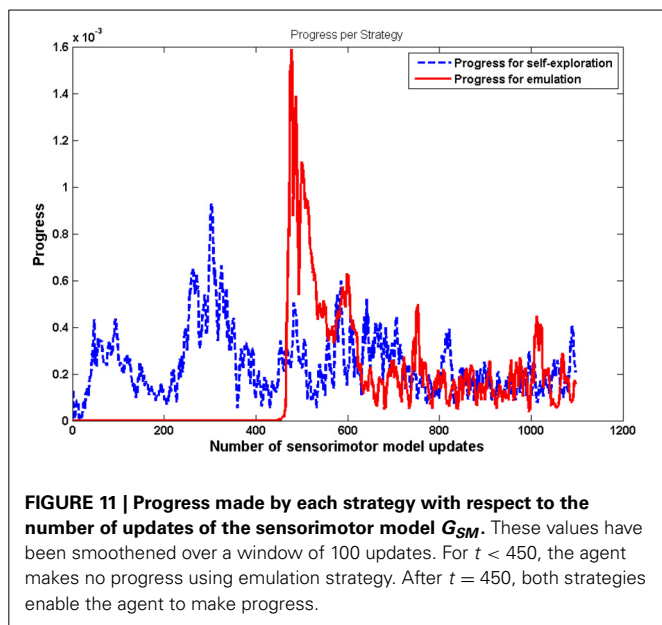 × 10⁻³
Progress per Strategy
Progress for self-exploration
Progress for emulation
1.6
1.4
1.2
1
0.8
0.6
0.4
0.2
0
Progress
0 200 400 600 800 1000 1200
Number of sensorimotor model updates
FIGURE 11 | Progress made by each strategy with respect to the
number of updates of the sensorimotor model G_SM. These values have
been smoothened over a window of 100 updates. For t < 450, the agent
makes no progress using emulation strategy. After t = 450, both strategies
enable the agent to make progress.